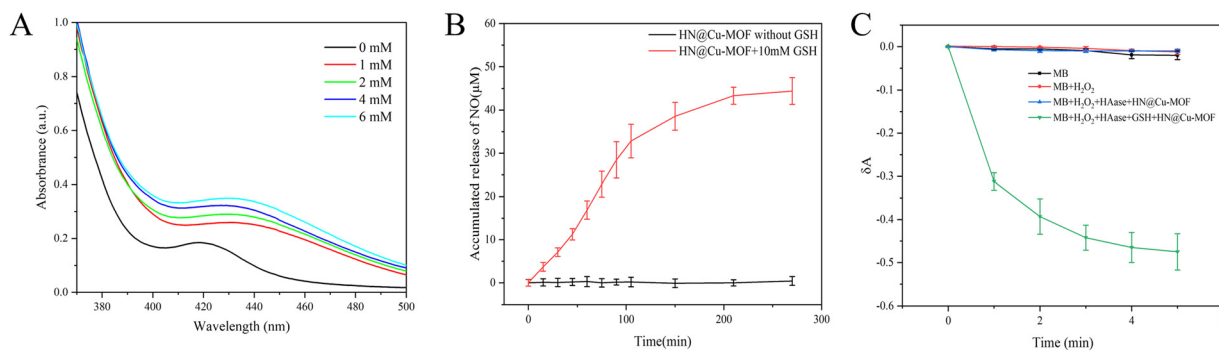 A
1.0
0.8
0.6
0.4
0.2
0.0
Absorbrance (a.u.)
0 mM
1 mM
2 mM
4 mM
6 mM
380
400
420
440
460
480
500
Wavelength (nm)
B
60
50
40
30
20
10
0
Accumulated release of NO(μM)
HN@Cu-MOF without GSH
HN@Cu-MOF+10mM GSH
0
100
200
300
Time(min)
C
0.0
-0.1
-0.2
-0.3
-0.4
-0.5
-0.6
δA
MB
MB+H₂O₂
MB+H₂O₂+HAase+HN@Cu-MOF
MB+H₂O₂+HAase+GSH+HN@Cu-MOF
0
2
4
Time (min)